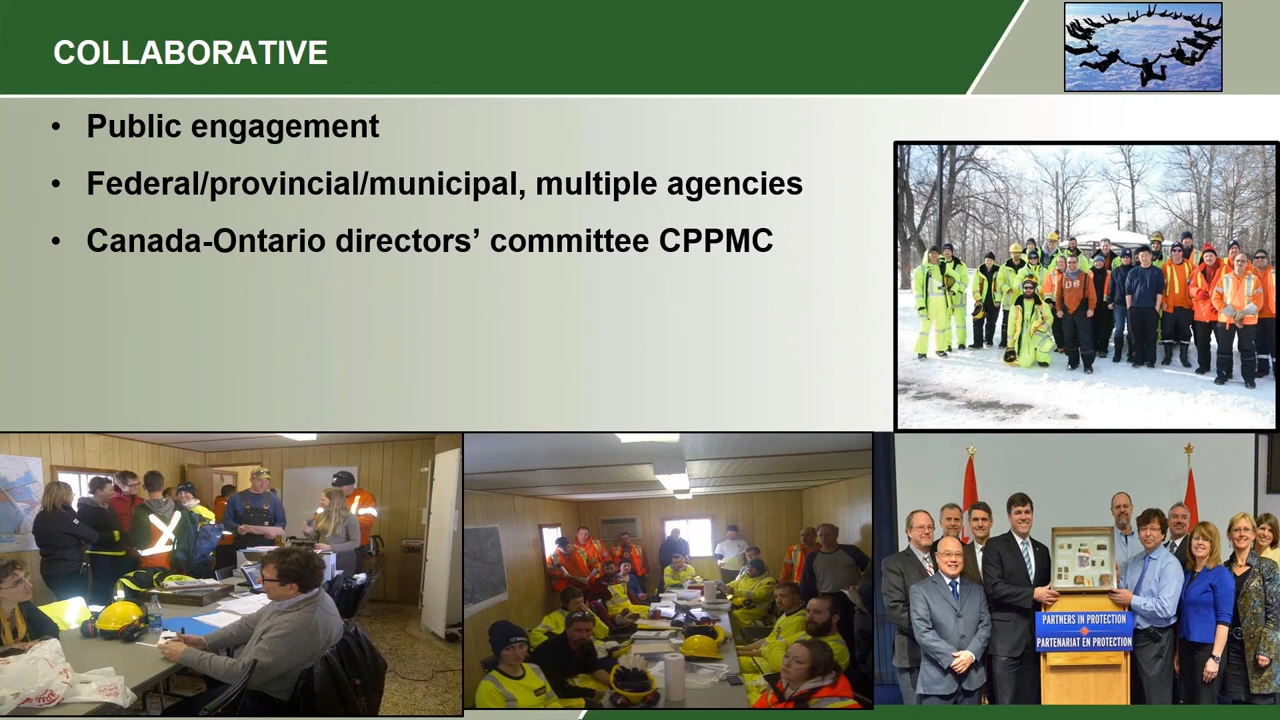 COLLABORATIVE
• Public engagement
• Federal/provincial/municipal, multiple agencies
• Canada-Ontario directors’ committee CPPMC
PARTNERS IN PROTECTION
PARTENARIAT EN PROTECTION